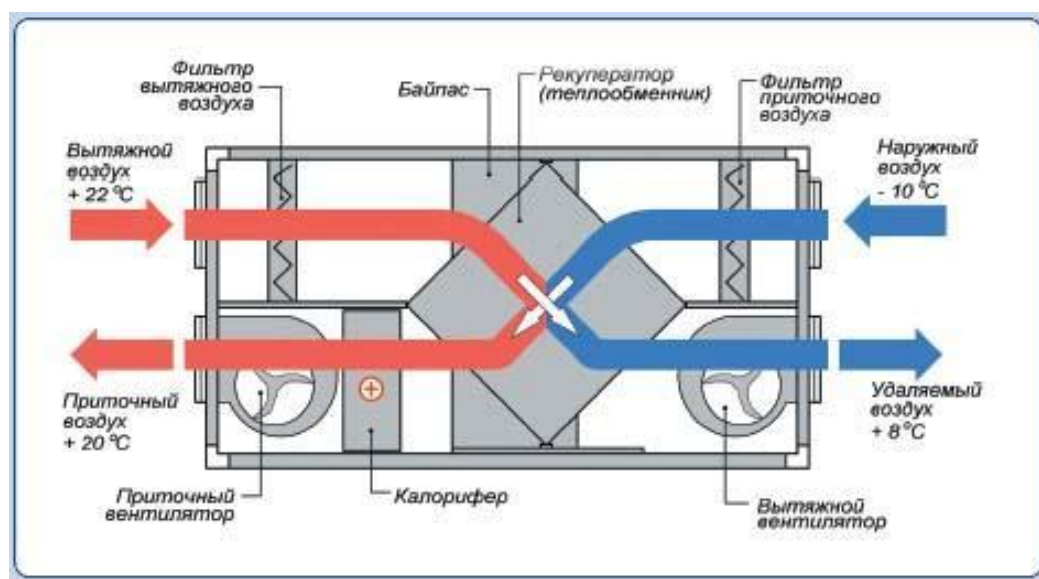 Фильтр
вытяжного
воздуха
Байпас
Рекуператор
(теплообменник)
Фильтр
приточного
воздуха
Вытяжной
воздух
+ 22 °C
Наружный
воздух
- 10 °C
Приточный
воздух
+ 20 °C
Удаляемый
воздух
+ 8 °C
Приточный
вентилятор
Калорифер
Вытяжной
вентилятор